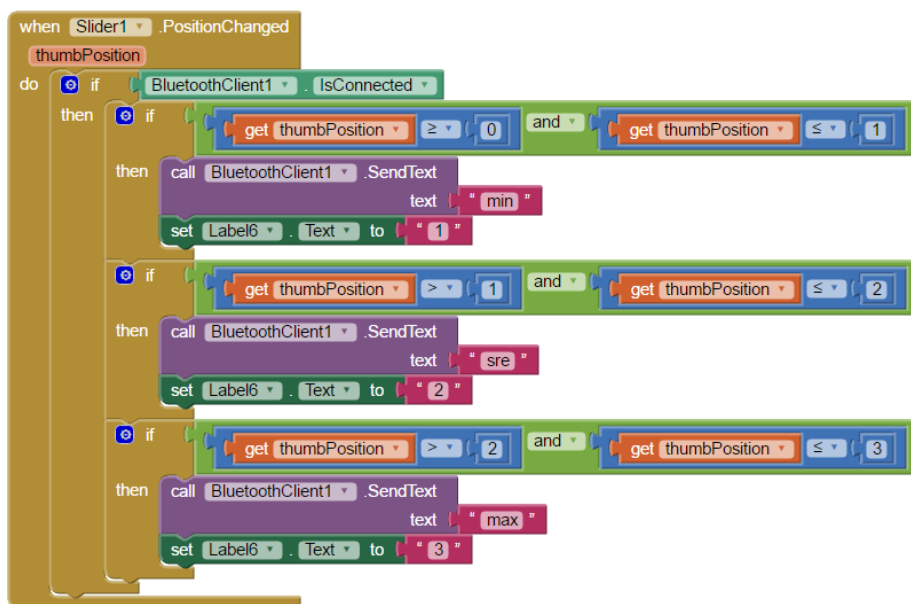 when Slider1 .PositionChanged
thumbPosition
do if BluetoothClient1 . IsConnected
then if get thumbPosition ≥ 0 and get thumbPosition ≤ 1
then call BluetoothClient1 .SendText
text " min "
set Label6 . Text to " 1 "
if get thumbPosition > 1 and get thumbPosition ≤ 2
then call BluetoothClient1 .SendText
text " sre "
set Label6 . Text to " 2 "
if get thumbPosition > 2 and get thumbPosition ≤ 3
then call BluetoothClient1 .SendText
text " max "
set Label6 . Text to " 3 "